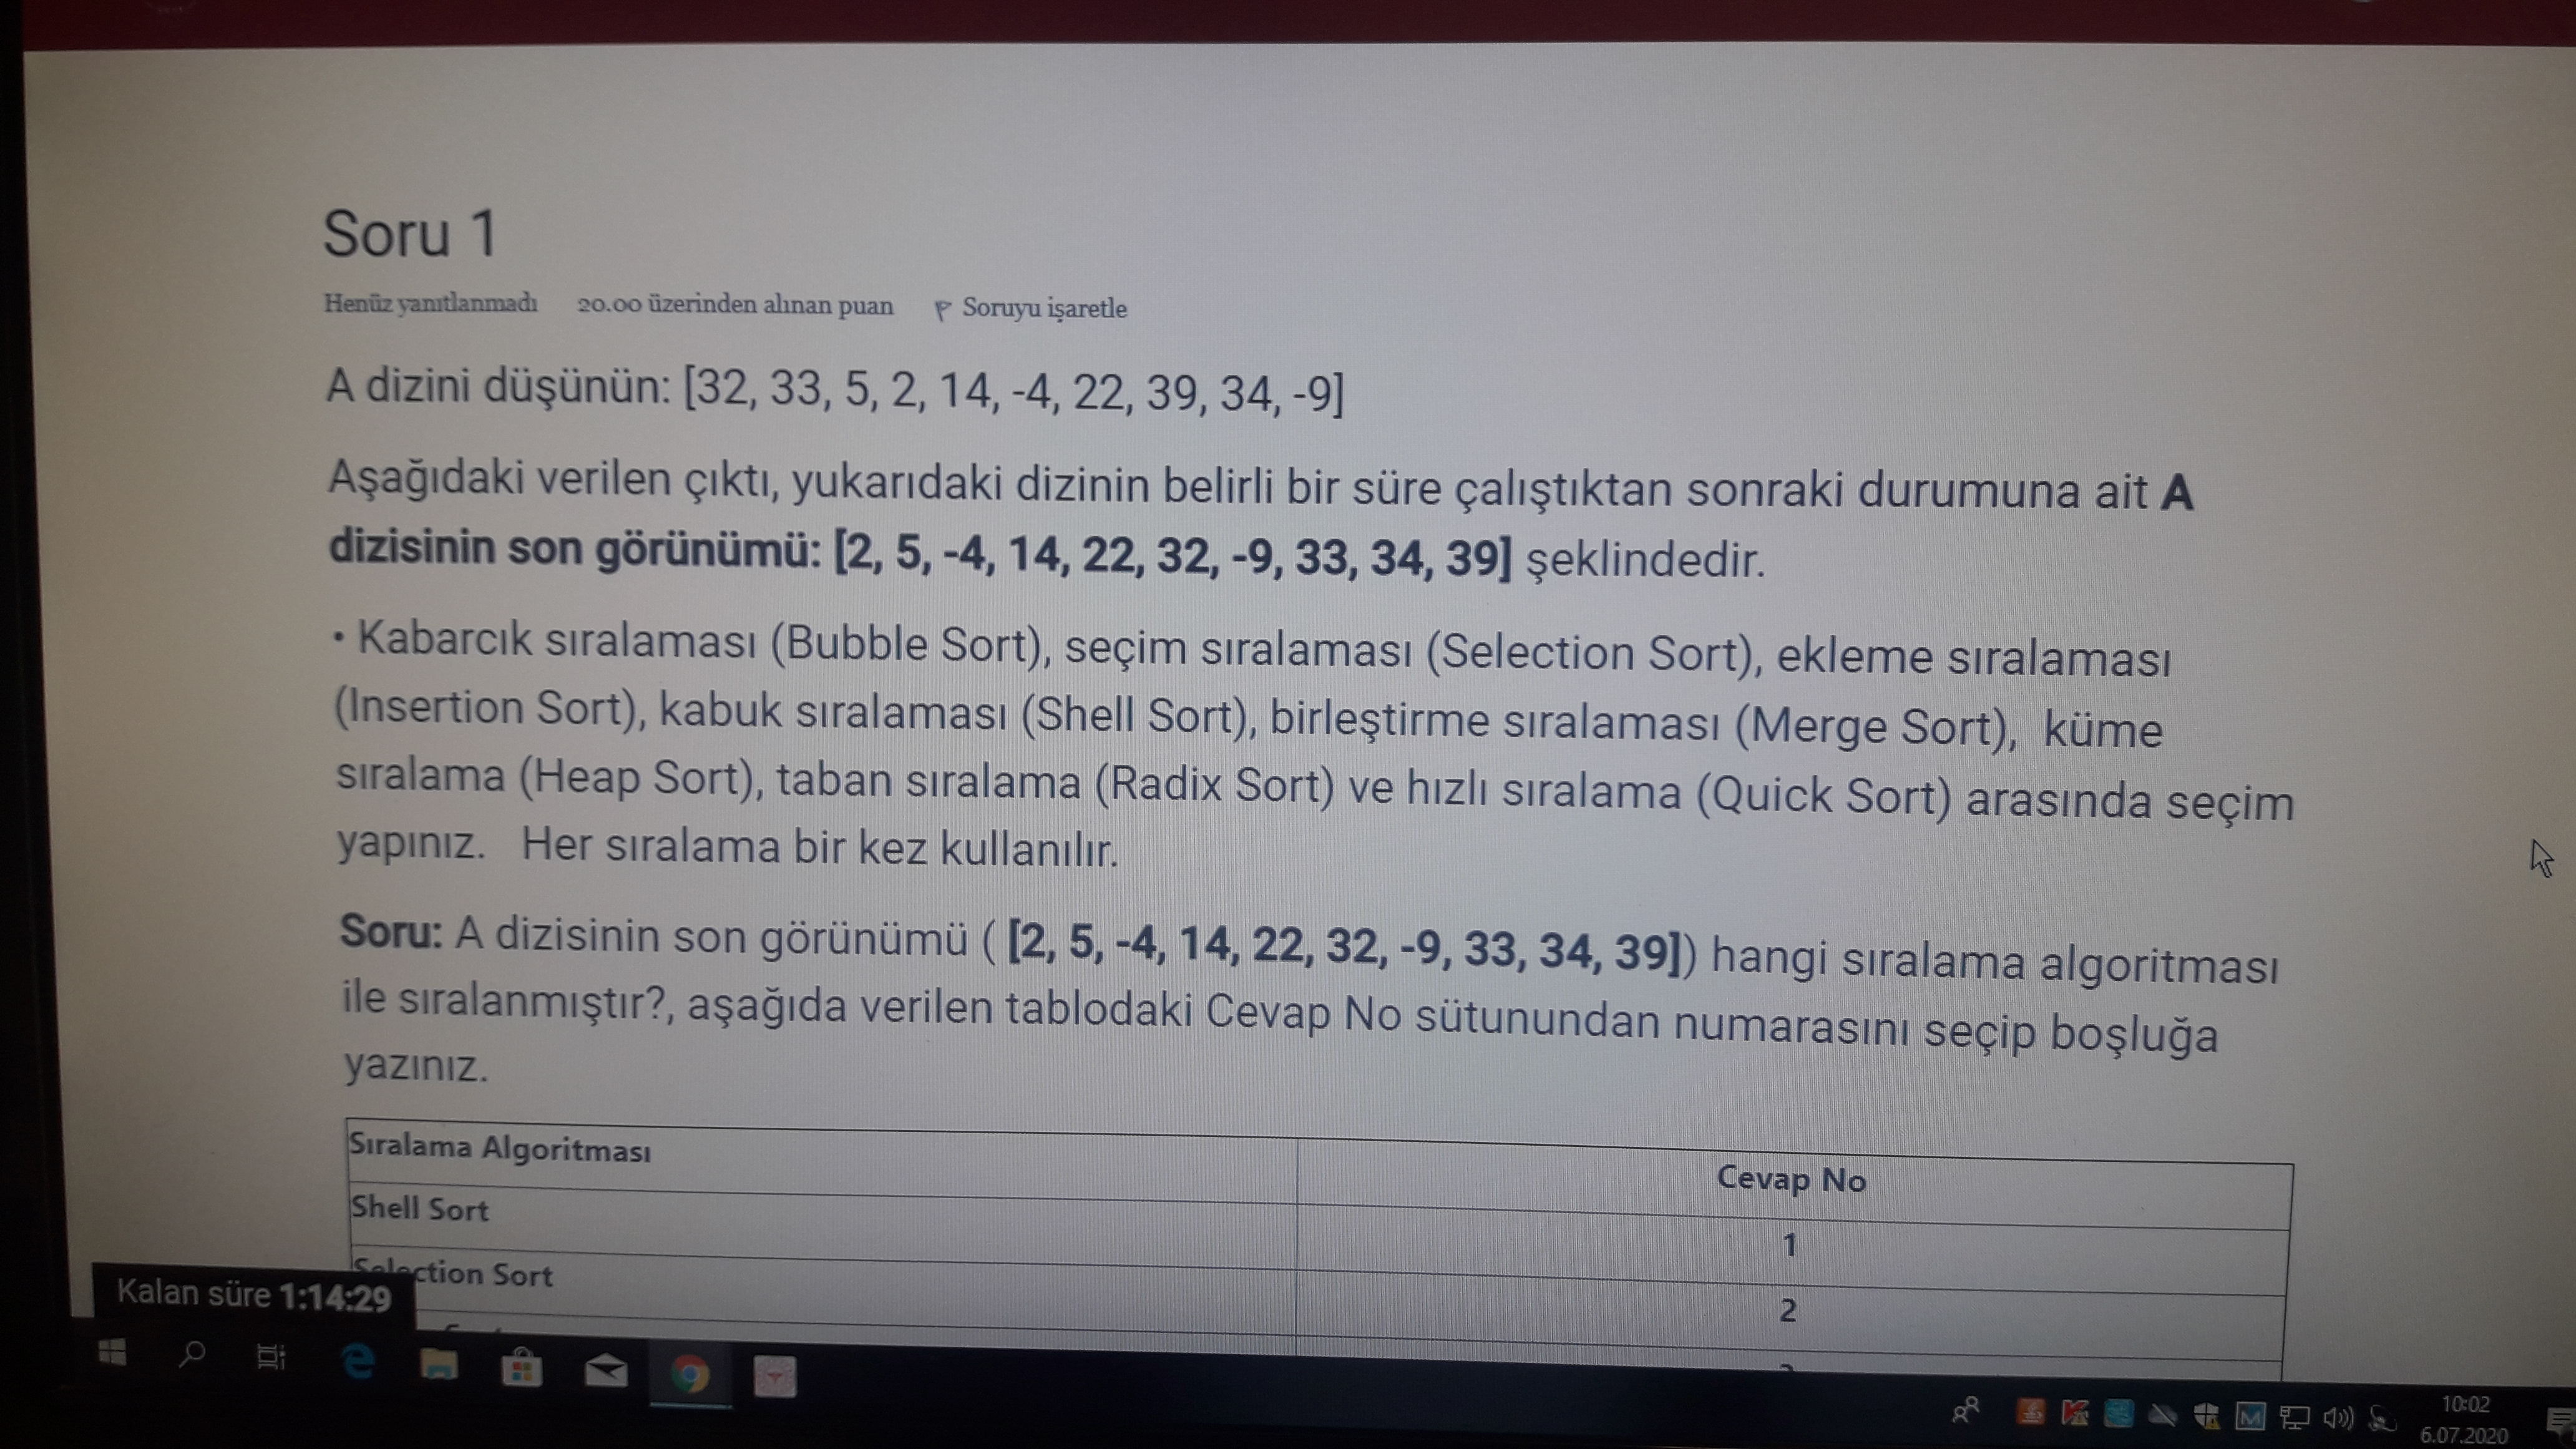 Soru 1
Henüz yanıtlanmadı 20.00 üzerinden alınan puan Soruyu işaretle
A dizini düşünün: [32, 33, 5, 2, 14, -4, 22, 39, 34, -9]
Aşağıdaki verilen çıktı, yukarıdaki dizinin belirli bir süre çalıştıktan sonraki durumuna ait A
dizisinin son görünümü: [2, 5, -4, 14, 22, 32, -9, 33, 34, 39] şeklindedir.
• Kabarcık sıralaması (Bubble Sort), seçim sıralaması (Selection Sort), ekleme sıralaması
(Insertion Sort), kabuk sıralaması (Shell Sort), birleştirme sıralaması (Merge Sort), küme
sıralama (Heap Sort), taban sıralama (Radix Sort) ve hızlı sıralama (Quick Sort) arasında seçim
yapınız. Her sıralama bir kez kullanılır.
Soru: A dizisinin son görünümü ( [2, 5, -4, 14, 22, 32, -9, 33, 34, 39]) hangi sıralama algoritması
ile sıralanmıştır?, aşağıda verilen tablodaki Cevap No sütunundan numarasını seçip boşluğa
yazınız.
Sıralama Algoritması Cevap No
Shell Sort 1
Selection Sort 2
Kalan süre 1:14:29
10:02
6.07.2020